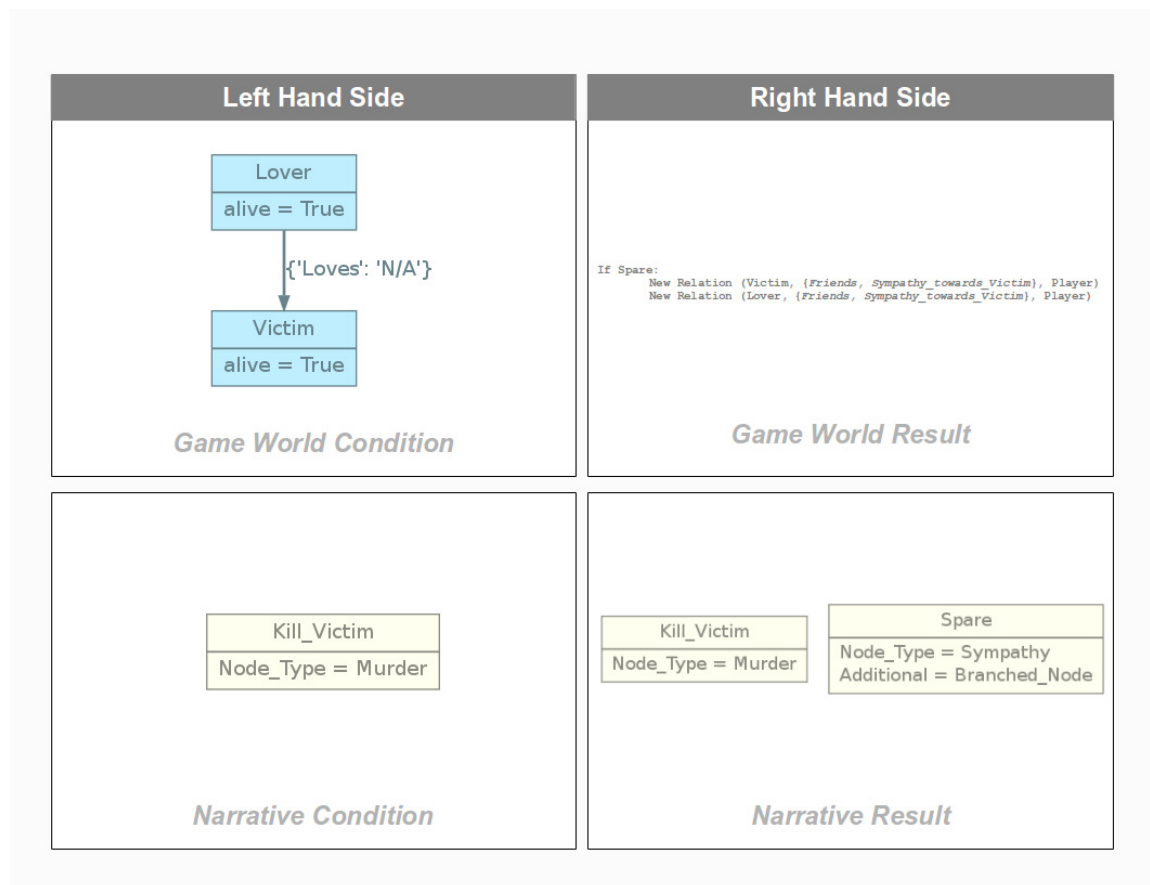 Left Hand Side
Right Hand Side
Lover
alive = True
{'Loves': 'N/A'}
Victim
alive = True
Game World Condition
If Spare:
New Relation (Victim, {Friends, Sympathy_towards_Victim}, Player)
New Relation (Lover, {Friends, Sympathy_towards_Victim}, Player)
Game World Result
Kill_Victim
Node_Type = Murder
Narrative Condition
Kill_Victim
Node_Type = Murder
Spare
Node_Type = Sympathy
Additional = Branched_Node
Narrative Result